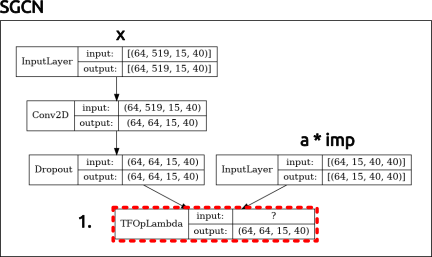 SGCN
x
InputLayer input: [(64, 519, 15, 40)]
output: [(64, 519, 15, 40)]
Conv2D input: (64, 519, 15, 40)
output: (64, 64, 15, 40)
a * imp
Dropout input: (64, 64, 15, 40)
output: (64, 64, 15, 40)
InputLayer input: [(64, 15, 40, 40)]
output: [(64, 15, 40, 40)]
1.
TFOpLambda input: ?
output: (64, 64, 15, 40)